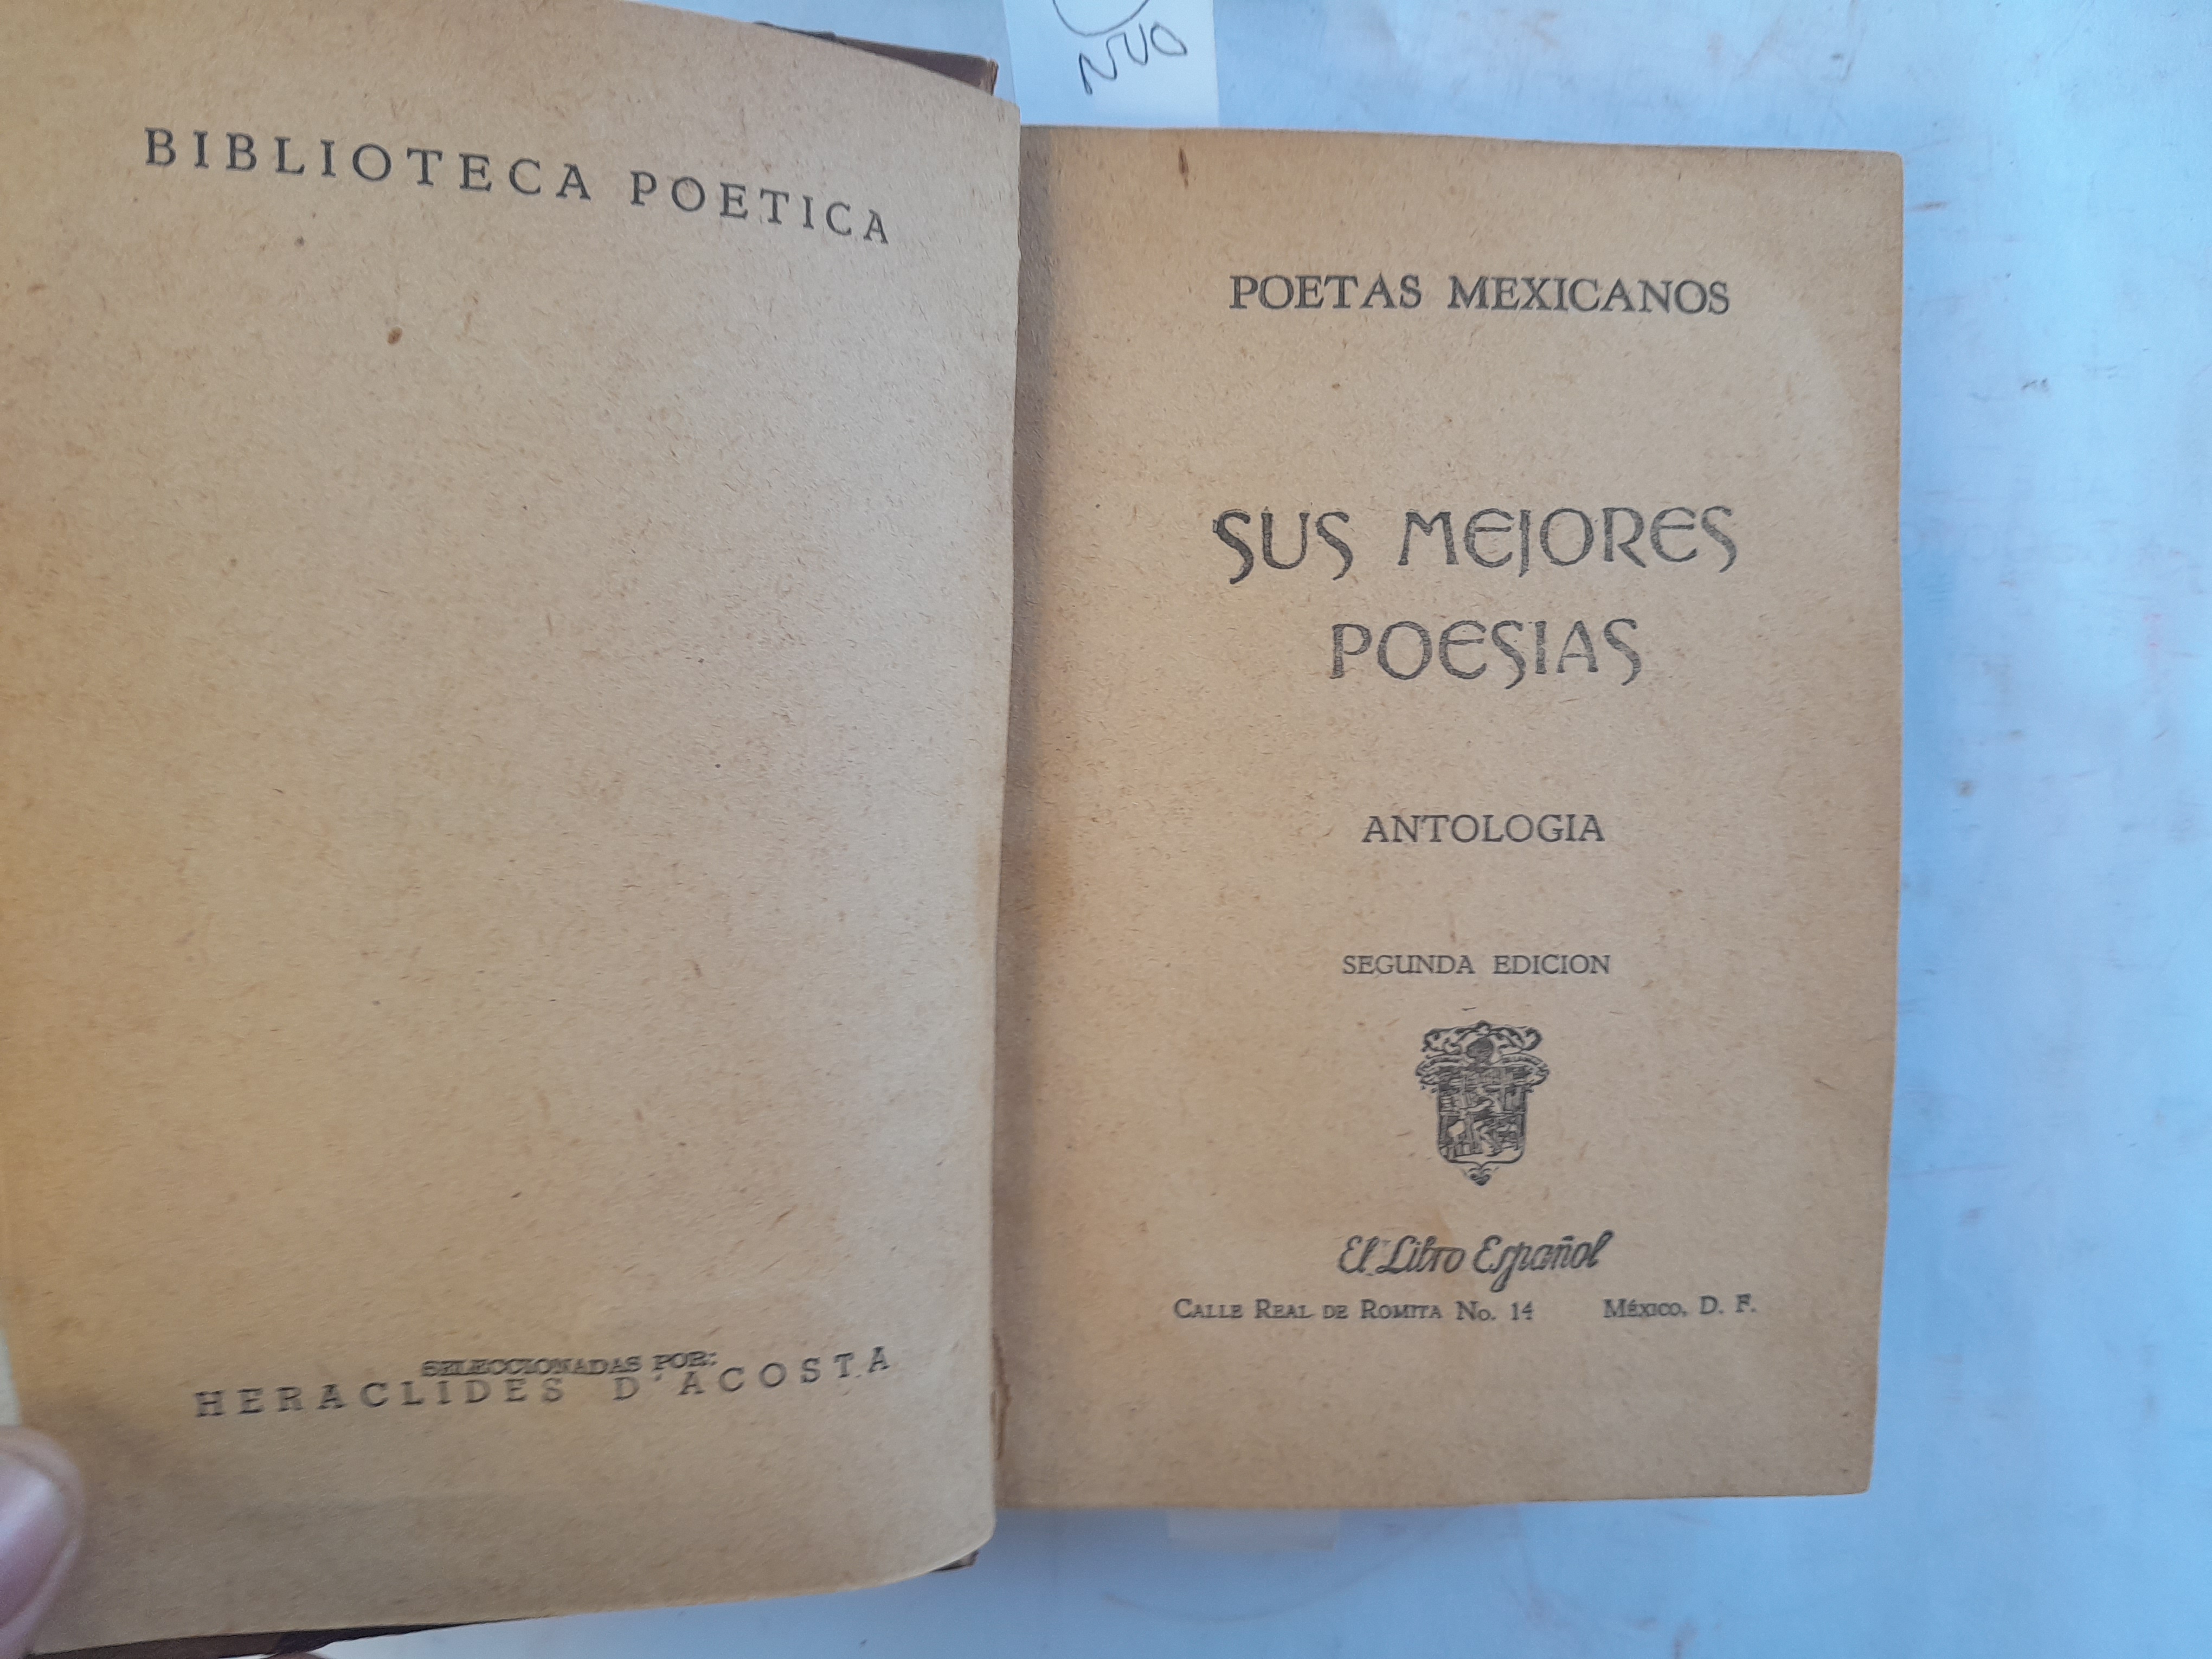 NUO
BIBLIOTECA POETICA
SELECCIONADAS POR:
HERACLIDES D'ACOSTA
POETAS MEXICANOS
SUS MEJORES
POESIAS
ANTOLOGIA
SEGUNDA EDICION
El Libro Español
CALLE REAL DE ROMITA No. 14 MÉXICO, D. F.